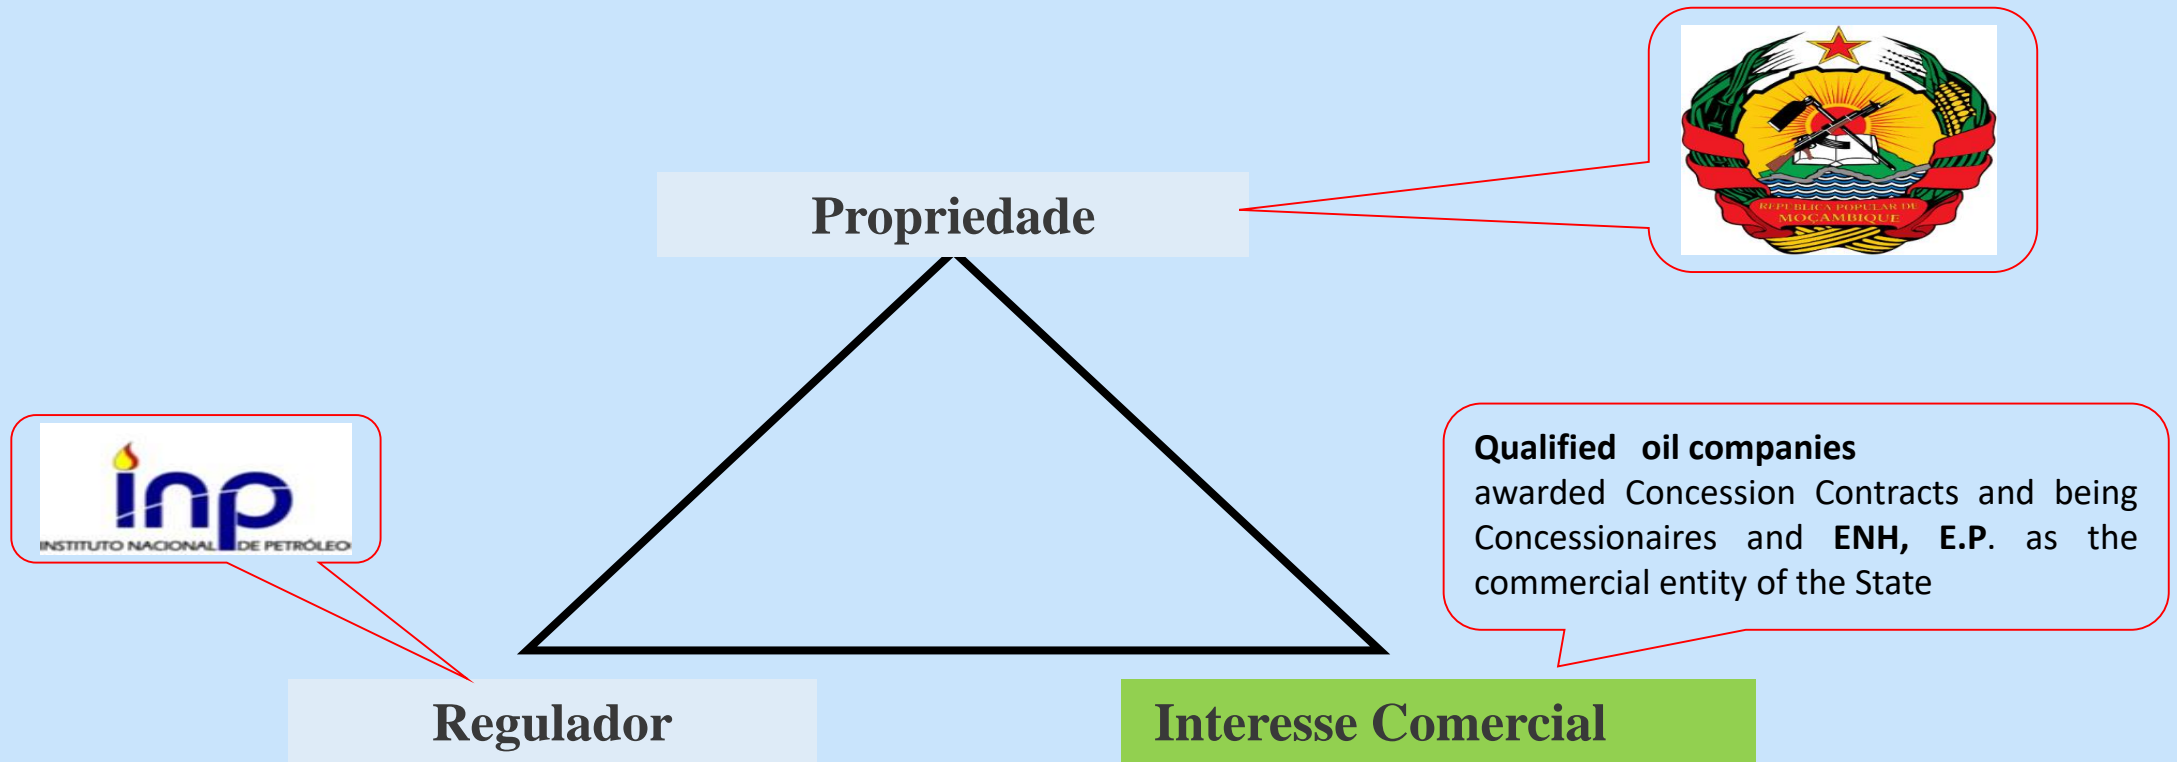 REPUBLICA POPULAR DE
MOÇAMBIQUE
Propriedade
inp
INSTITUTO NACIONAL DE PETRÓLEO
Qualified oil companies
awarded Concession Contracts and being
Concessionaires and ENH, E.P. as the
commercial entity of the State
Regulador
Interesse Comercial